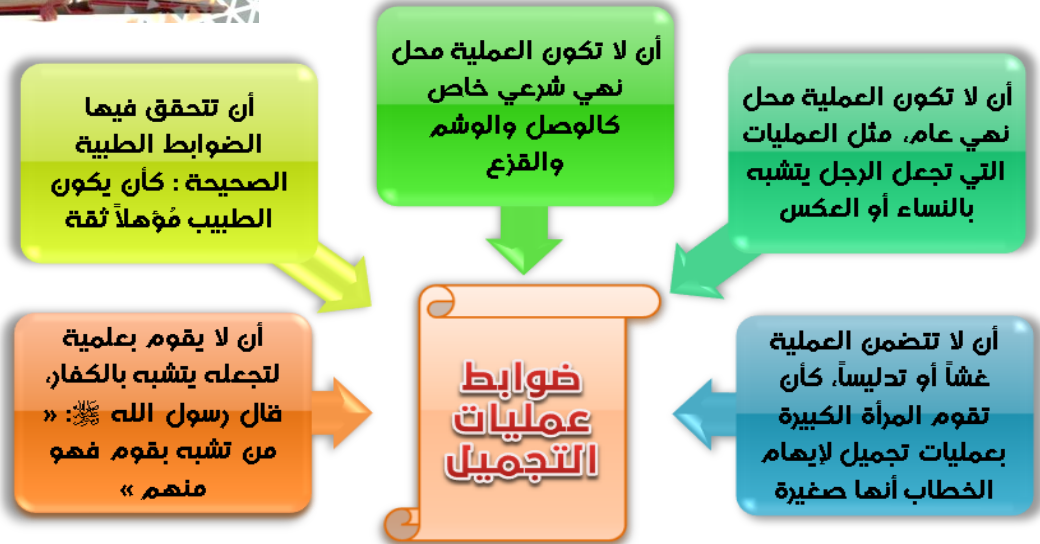 أن لا تكون العملية محل
نهي عام، مثل العمليات
التي تجعل الرجل يتشبه
بالنساء أو العكس
أن لا تكون العملية محل
نهي شرعي خاص
كالوصل والوشم
والقزع
أن تتحقق فيها
الضوابط الطبية
الصحيحة : كأن يكون
الطبيب مُؤهلاً ثقة
ضوابط
عمليات
التجميل
أن لا تتضمن العملية
غشاً أو تدليساً، كأن
تقوم المرأة الكبيرة
بعمليات تجميل لإيهام
الخطاب أنها صغيرة
أن لا يقوم بعلمية
لتجعله يتشبه بالكفار،
قال رسول الله ﷺ: «
من تشبه بقوم فهو
منهم »